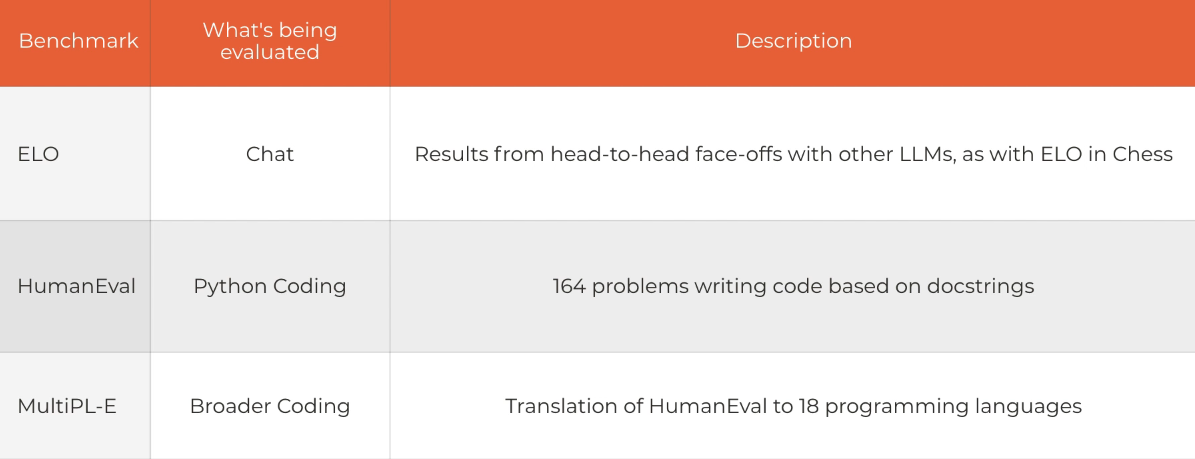 Benchmark
What's being
evaluated
Description
ELO
Chat
Results from head-to-head face-offs with other LLMs, as with ELO in Chess
HumanEval
Python Coding
164 problems writing code based on docstrings
MultiPL-E
Broader Coding
Translation of HumanEval to 18 programming languages